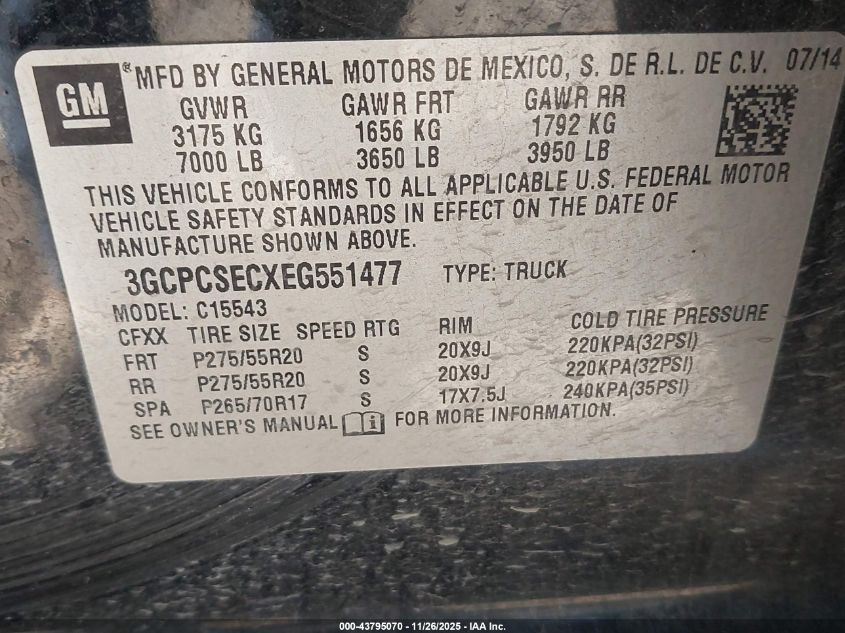 GM ® MFD BY GENERAL MOTORS DE MEXICO, S. DE R.L. DE C.V. 07/14
GVWR GAWR FRT GAWR RR
3175 KG 1656 KG 1792 KG
7000 LB 3650 LB 3950 LB
THIS VEHICLE CONFORMS TO ALL APPLICABLE U.S. FEDERAL MOTOR
VEHICLE SAFETY STANDARDS IN EFFECT ON THE DATE OF
MANUFACTURE SHOWN ABOVE.
3GCPCSECXEG551477 TYPE: TRUCK
MODEL: C15543
CFXX TIRE SIZE SPEED RTG RIM COLD TIRE PRESSURE
FRT P275/55R20 S 20X9J 220KPA(32PSI)
RR P275/55R20 S 20X9J 220KPA(32PSI)
SPA P265/70R17 S 17X7.5J 240KPA(35PSI)
SEE OWNER'S MANUAL FOR MORE INFORMATION.
000-43795070 - 11/26/2025 - IAA Inc.